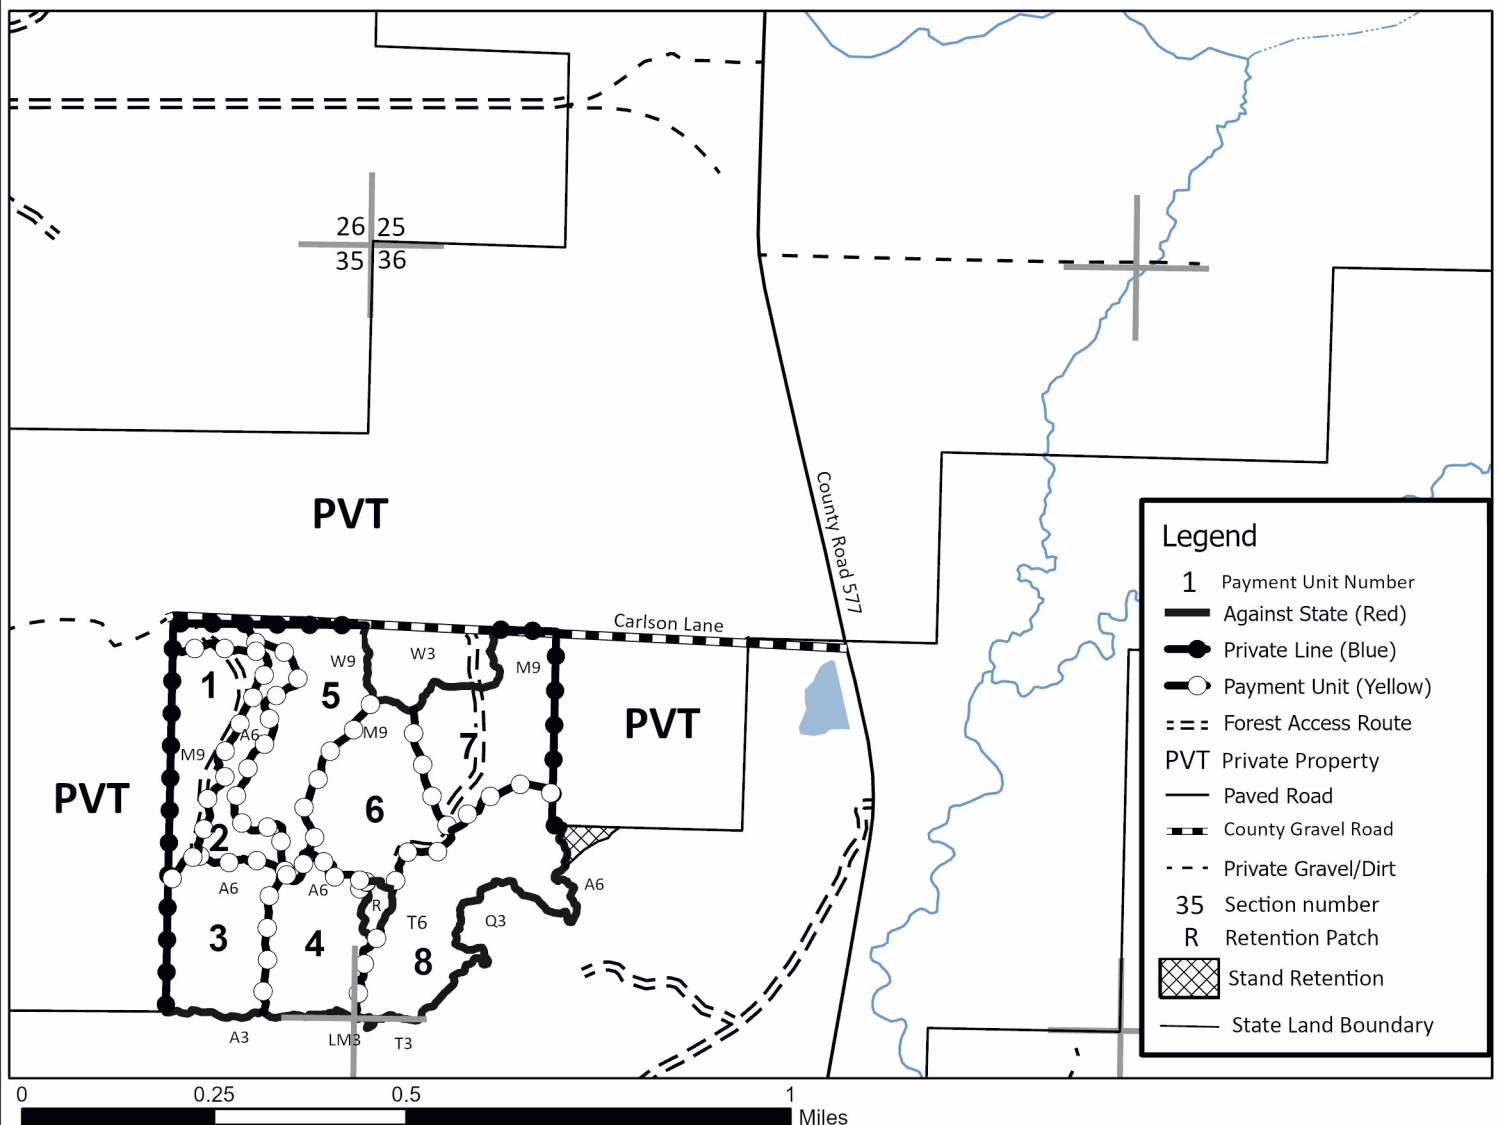 26 25
35 36
PVT
County Road 577
Carlson Lane
W9
W3
M9
1
5
PVT
A6
M9
M9
7
PVT
6
2
A6
A6
A6
R
T6
Q3
3
4
8
A3
LM3
T3
Legend
1 Payment Unit Number
Against State (Red)
Private Line (Blue)
Payment Unit (Yellow)
Forest Access Route
PVT Private Property
Paved Road
County Gravel Road
Private Gravel/Dirt
35 Section number
R Retention Patch
Stand Retention
State Land Boundary
0 0.25 0.5 1
Miles